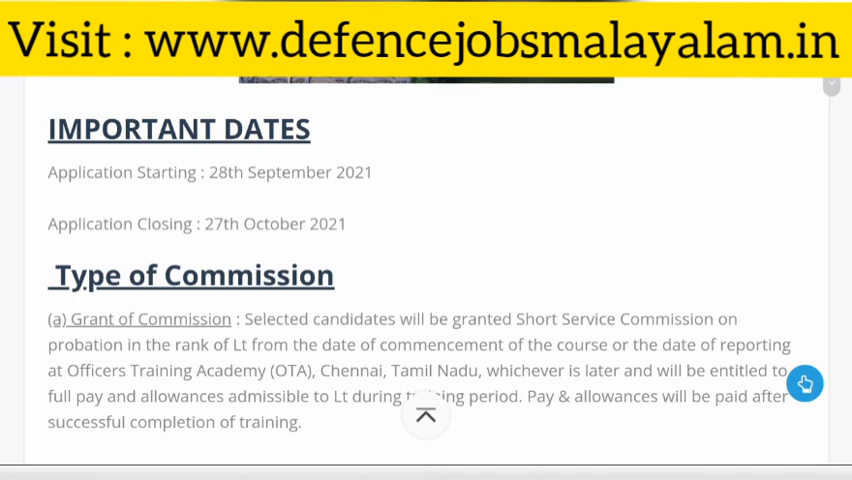 Visit : www.defencejobsmalayalam.in
IMPORTANT DATES
Application Starting : 28th September 2021
Application Closing : 27th October 2021
Type of Commission
(a) Grant of Commission : Selected candidates will be granted Short Service Commission on
probation in the rank of Lt from the date of commencement of the course or the date of reporting
at Officers Training Academy (OTA), Chennai, Tamil Nadu, whichever is later and will be entitled to
full pay and allowances admissible to Lt during training period. Pay & allowances will be paid after
successful completion of training.